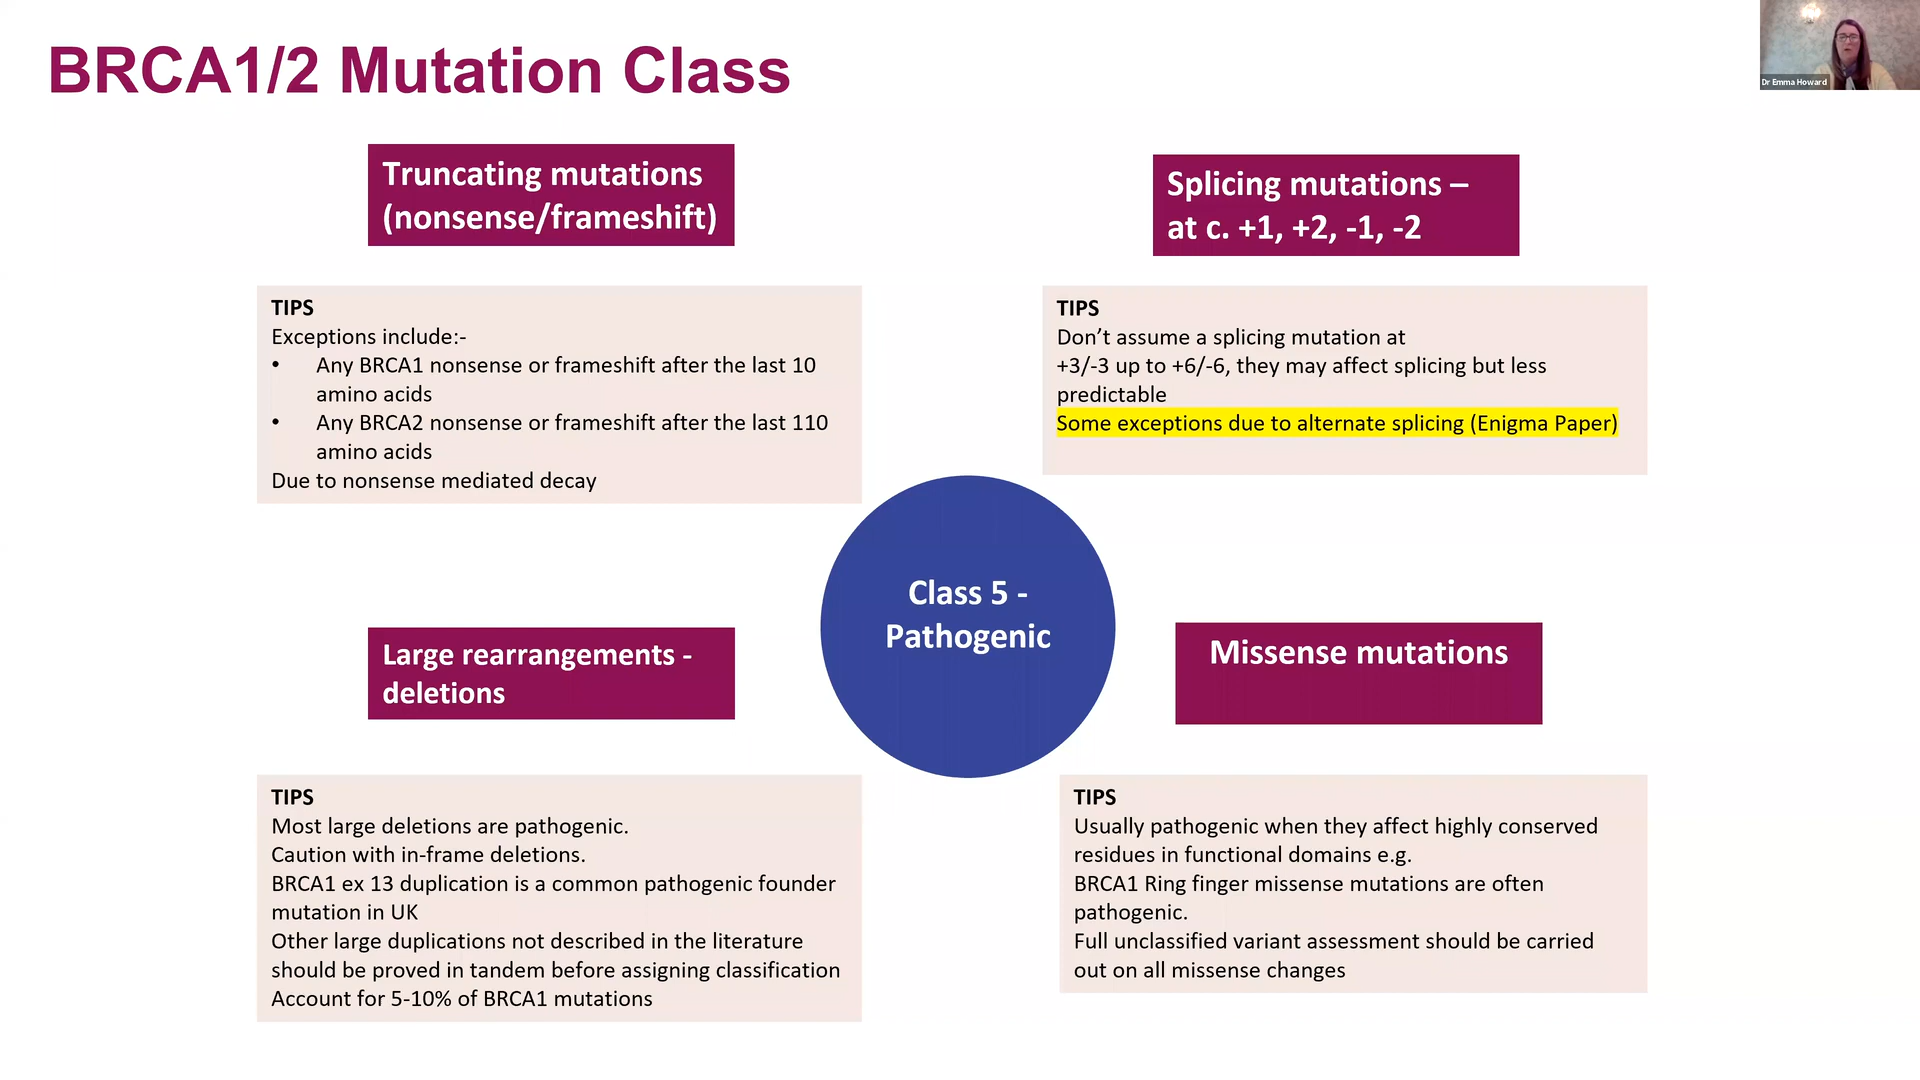 BRCA1/2 Mutation Class
Dr Emma Howard
Truncating mutations
(nonsense/frameshift)
TIPS
Exceptions include:-
• Any BRCA1 nonsense or frameshift after the last 10
amino acids
• Any BRCA2 nonsense or frameshift after the last 110
amino acids
Due to nonsense mediated decay
Splicing mutations –
at c. +1, +2, -1, -2
TIPS
Don’t assume a splicing mutation at
+3/-3 up to +6/-6, they may affect splicing but less
predictable
Some exceptions due to alternate splicing (Enigma Paper)
Class 5 -
Pathogenic
Large rearrangements -
deletions
TIPS
Most large deletions are pathogenic.
Caution with in-frame deletions.
BRCA1 ex 13 duplication is a common pathogenic founder
mutation in UK
Other large duplications not described in the literature
should be proved in tandem before assigning classification
Account for 5-10% of BRCA1 mutations
Missense mutations
TIPS
Usually pathogenic when they affect highly conserved
residues in functional domains e.g.
BRCA1 Ring finger missense mutations are often
pathogenic.
Full unclassified variant assessment should be carried
out on all missense changes